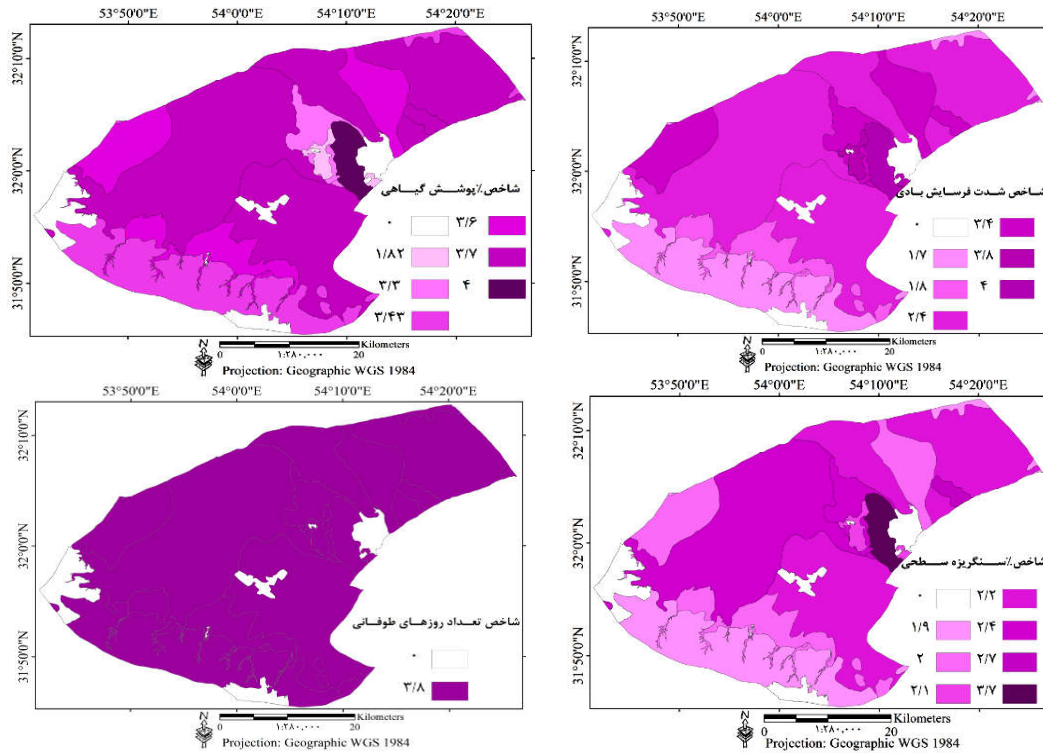 53°50'0"E 54°0'0"E 54°10'0"E 54°20'0"E
32°10'0"N
32°0'0"N
31°50'0"N
شاخص٪پوشش گیاهی
۰ ۳/۶
۱/۸۲ ۳/۷
۳/۳ ۴
۳/۴۳
N
Kilometers
0 20
1:۲۸۰,۰۰۰
Projection: Geographic WGS 1984
53°50'0"E 54°0'0"E 54°10'0"E 54°20'0"E
32°10'0"N
32°0'0"N
31°50'0"N
شاخص شدت فرسایش بادی
۰ ۳/۴
۱/۷ ۳/۸
۱/۸ ۴
۲/۴
N
Kilometers
0 20
1:۲۸۰,۰۰۰
Projection: Geographic WGS 1984
53°50'0"E 54°0'0"E 54°10'0"E 54°20'0"E
32°10'0"N
32°0'0"N
31°50'0"N
شاخص تعداد روزهای طوفانی
۰
۳/۸
N
Kilometers
0 20
1:۲۸۰,۰۰۰
Projection: Geographic WGS 1984
53°50'0"E 54°0'0"E 54°10'0"E 54°20'0"E
32°10'0"N
32°0'0"N
31°50'0"N
شاخص٪سنگریزه سطحی
۰ ۲/۲
۱/۹ ۲/۴
۲ ۲/۷
۲/۱ ۳/۷
N
Kilometers
0 20
1:۲۸۰,۰۰۰
Projection: Geographic WGS 1984